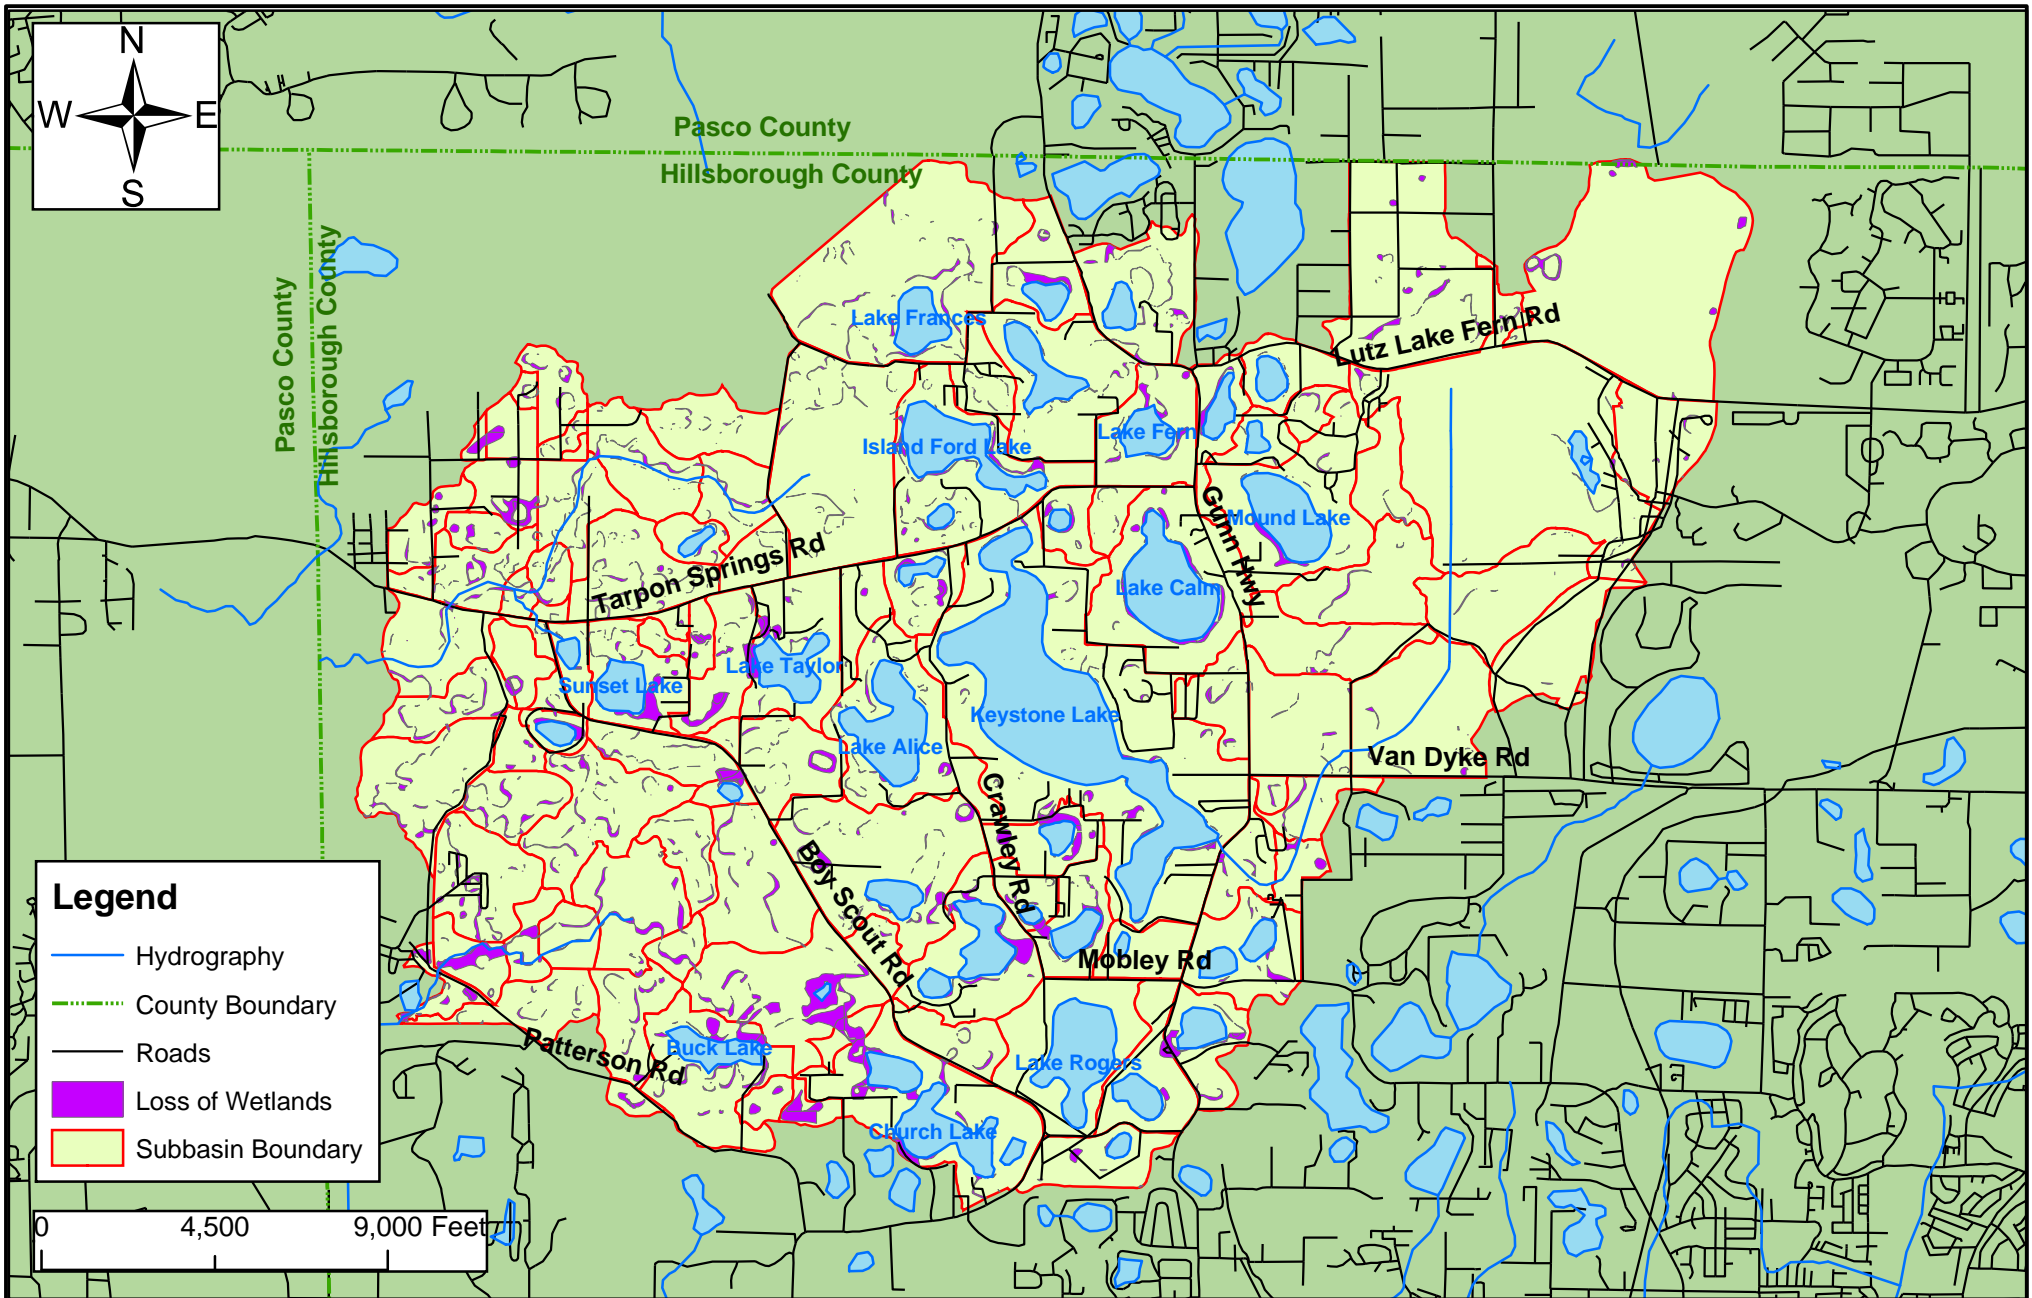 N
W E
S
Pasco County
Hillsborough County
Pasco County
Hillsborough County
Lake Frances
Lutz Lake Fern Rd
Island Ford Lake
Lake Fern
Gunn Hwy
Mound Lake
Tarpon Springs Rd
Lake Calm
Lake Taylor
Sunset Lake
Keystone Lake
Lake Alice
Van Dyke Rd
Crawley Rd
Boy Scout Rd
Mobley Rd
Patterson Rd
Buck Lake
Lake Rogers
Church Lake
Legend
Hydrography
County Boundary
Roads
Loss of Wetlands
Subbasin Boundary
0 4,500 9,000 Feet